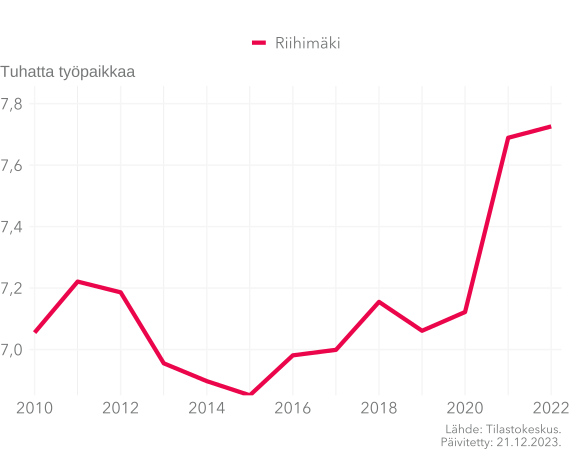 Riihimäki
Tuhatta työpaikkaa
7,8
7,6
7,4
7,2
7,0
2010 2012 2014 2016 2018 2020 2022
Lähde: Tilastokeskus.
Päivitetty: 21.12.2023.